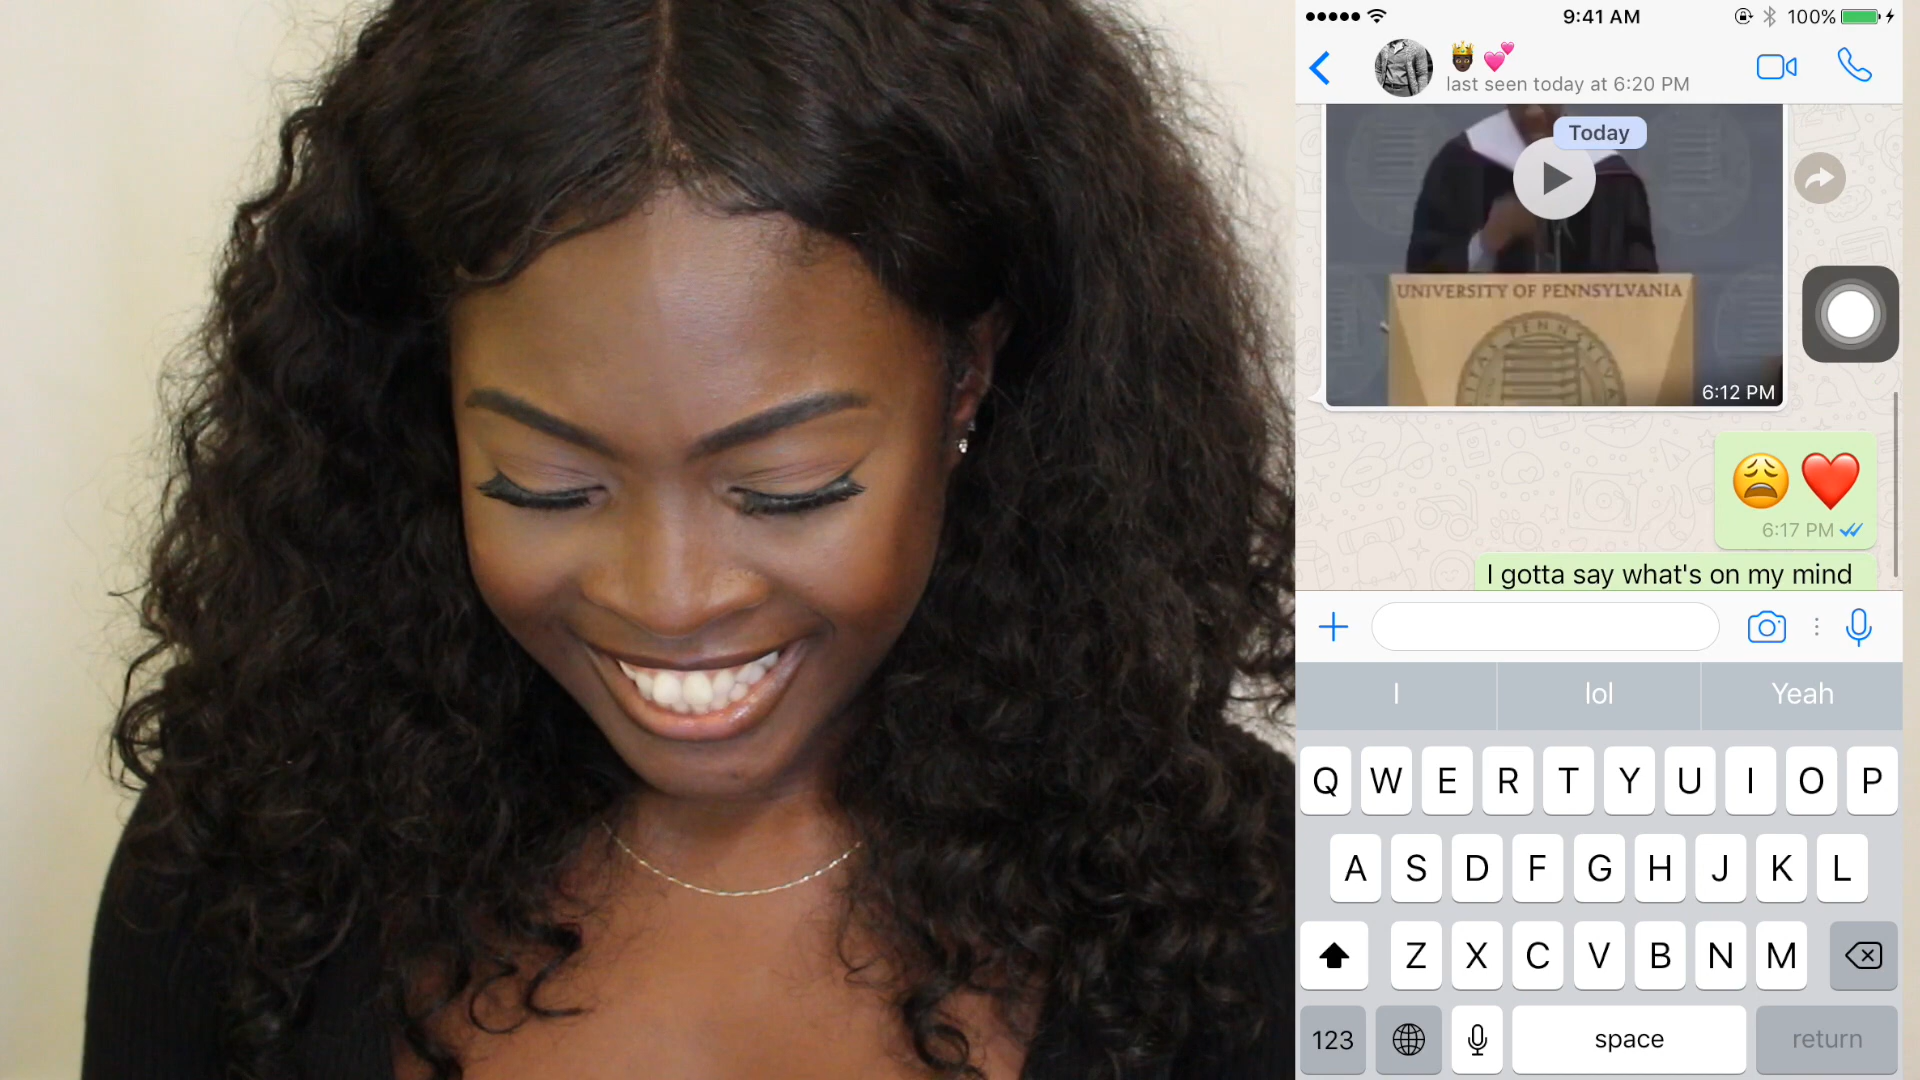 9:41 AM
100%
last seen today at 6:20 PM
Today
UNIVERSITY OF PENNSYLVANIA
PENNSYLVA
6:12 PM
6:17 PM
I gotta say what's on my mind
I lol Yeah
Q W E R T Y U I O P
A S D F G H J K L
Z X C V B N M
123 space return